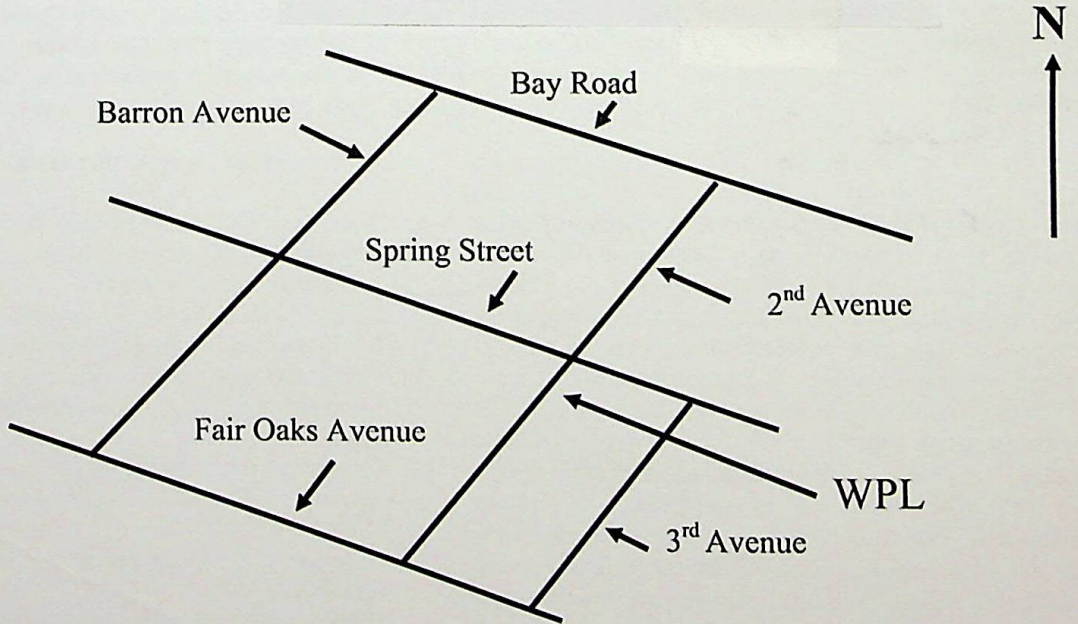 N
Bay Road
Barron Avenue
Spring Street
2nd Avenue
Fair Oaks Avenue
WPL
3rd Avenue